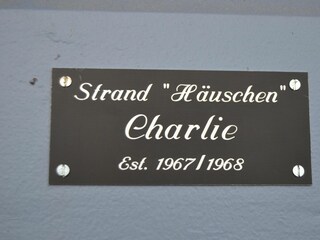 Strand "Häuschen"
Charlie
Est. 1967/1968